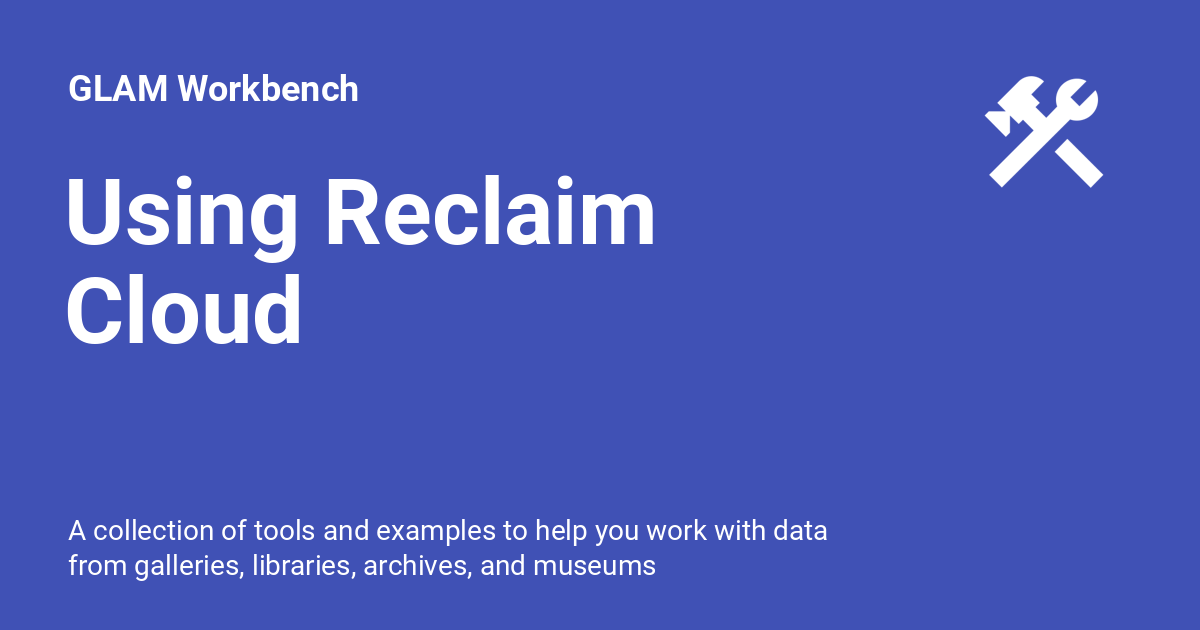 GLAM Workbench
Using Reclaim
Cloud
A collection of tools and examples to help you work with data
from galleries, libraries, archives, and museums